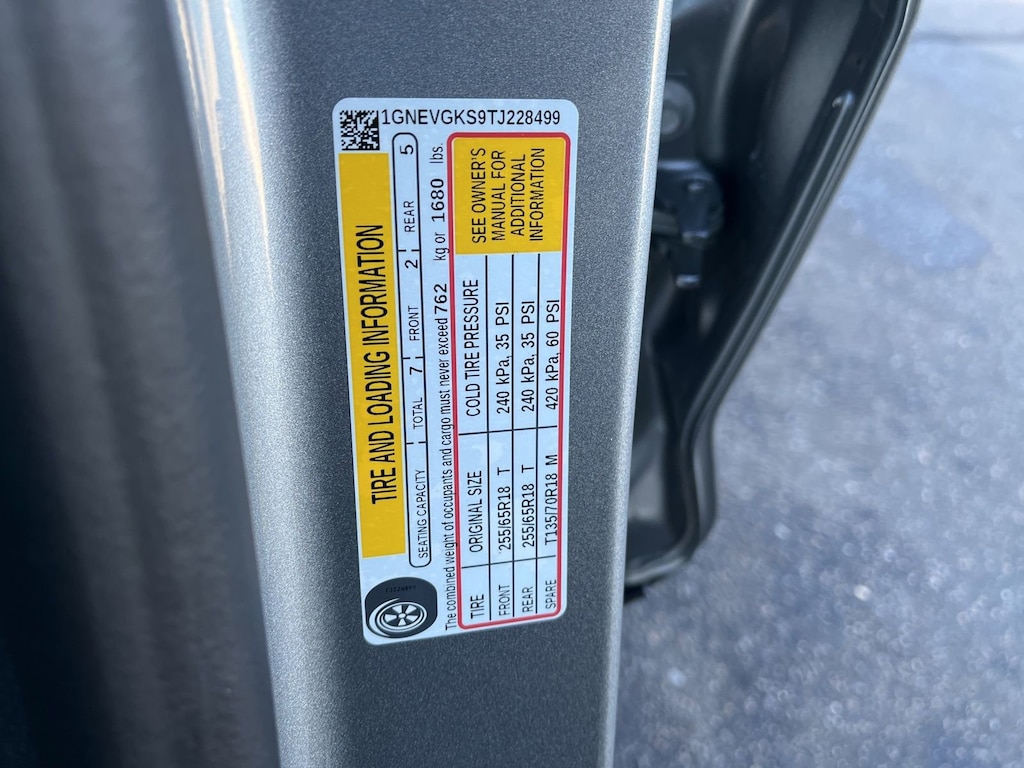 1GNEVGKS9TJ228499
TIRE AND LOADING INFORMATION
SEATING CAPACITY TOTAL 7 FRONT 2 REAR 5
The combined weight of occupants and cargo must never exceed 762 kg or 1680 lbs.
TIRE ORIGINAL SIZE COLD TIRE PRESSURE
FRONT 255/65R18 T 240 kPa, 35 PSI
REAR 255/65R18 T 240 kPa, 35 PSI
SPARE T135/70R18 M 420 kPa, 60 PSI
SEE OWNER'S
MANUAL FOR
ADDITIONAL
INFORMATION